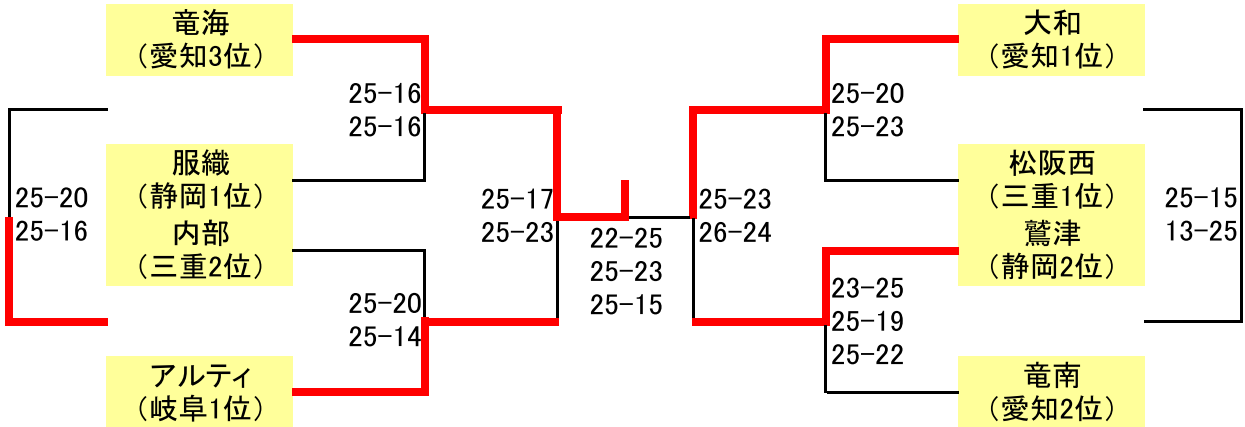 竜海
(愛知3位)
大和
(愛知1位)
25-16
25-16
25-20
25-23
服織
(静岡1位)
松阪西
(三重1位)
25-20
25-16
25-17
25-23
25-23
26-24
25-15
13-25
内部
(三重2位)
鷲津
(静岡2位)
22-25
25-23
25-15
25-20
25-14
23-25
25-19
25-22
アルティ
(岐阜1位)
竜南
(愛知2位)